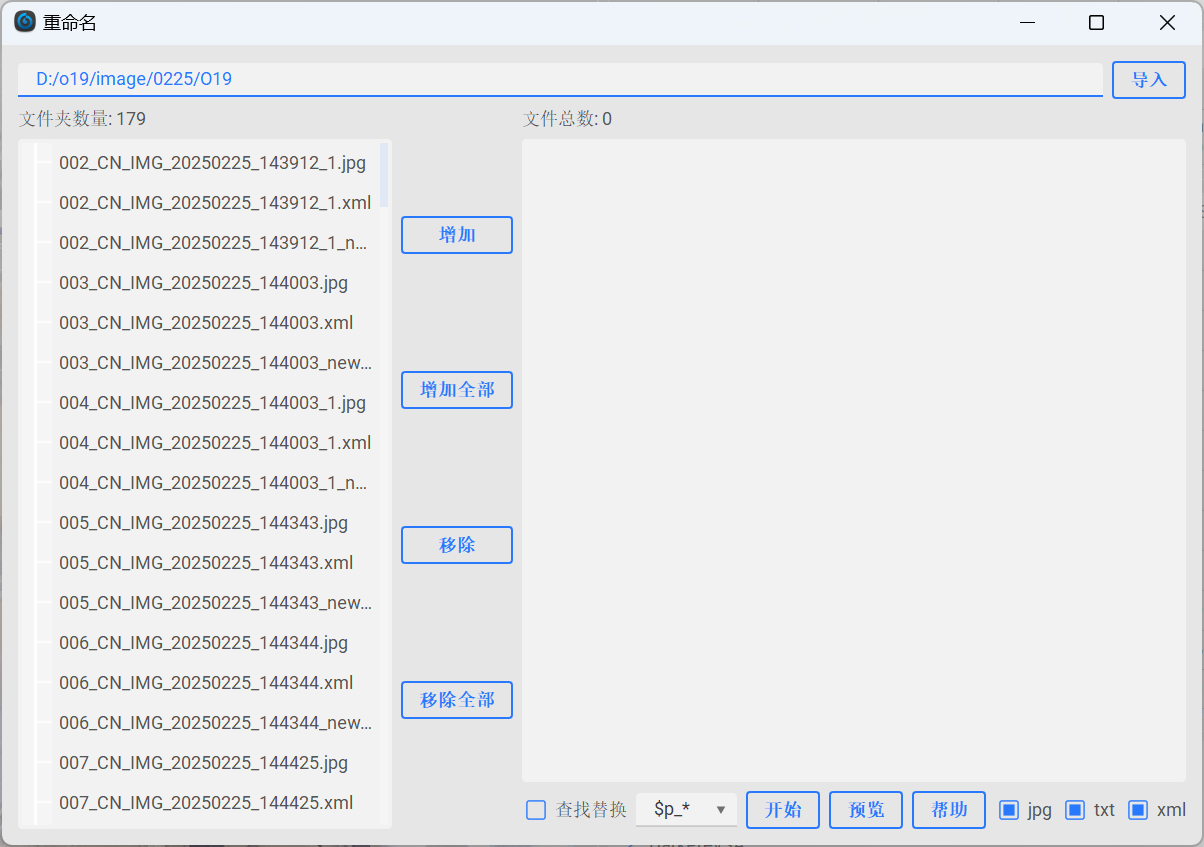 重命名
D:/o19/image/0225/O19
导入
文件夹数量: 179
文件总数: 0
002_CN_IMG_20250225_143912_1.jpg
002_CN_IMG_20250225_143912_1.xml
002_CN_IMG_20250225_143912_1_n...
003_CN_IMG_20250225_144003.jpg
003_CN_IMG_20250225_144003.xml
003_CN_IMG_20250225_144003_new...
004_CN_IMG_20250225_144003_1.jpg
004_CN_IMG_20250225_144003_1.xml
004_CN_IMG_20250225_144003_1_n...
005_CN_IMG_20250225_144343.jpg
005_CN_IMG_20250225_144343.xml
005_CN_IMG_20250225_144343_new...
006_CN_IMG_20250225_144344.jpg
006_CN_IMG_20250225_144344.xml
006_CN_IMG_20250225_144344_new...
007_CN_IMG_20250225_144425.jpg
007_CN_IMG_20250225_144425.xml
增加
增加全部
移除
移除全部
查找替换
$p_*
开始
预览
帮助
jpg
txt
xml